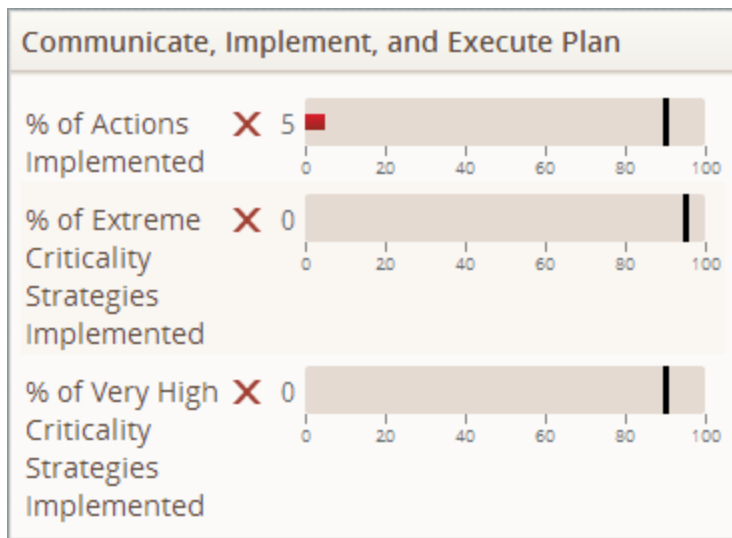 Communicate, Implement, and Execute Plan
% of Actions 5
Implemented
0 20 40 60 80 100
% of Extreme 0
Criticality
Strategies
Implemented
0 20 40 60 80 100
% of Very High 0
Criticality
Strategies
Implemented
0 20 40 60 80 100